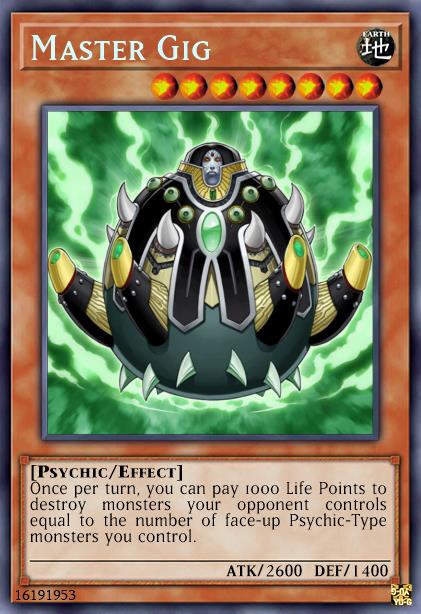 Master Gig
EARTH
地
[Psychic/Effect]
Once per turn, you can pay 1000 Life Points to
destroy monsters your opponent controls
equal to the number of face-up Psychic-Type
monsters you control.
ATK/2600 DEF/1400
16191953